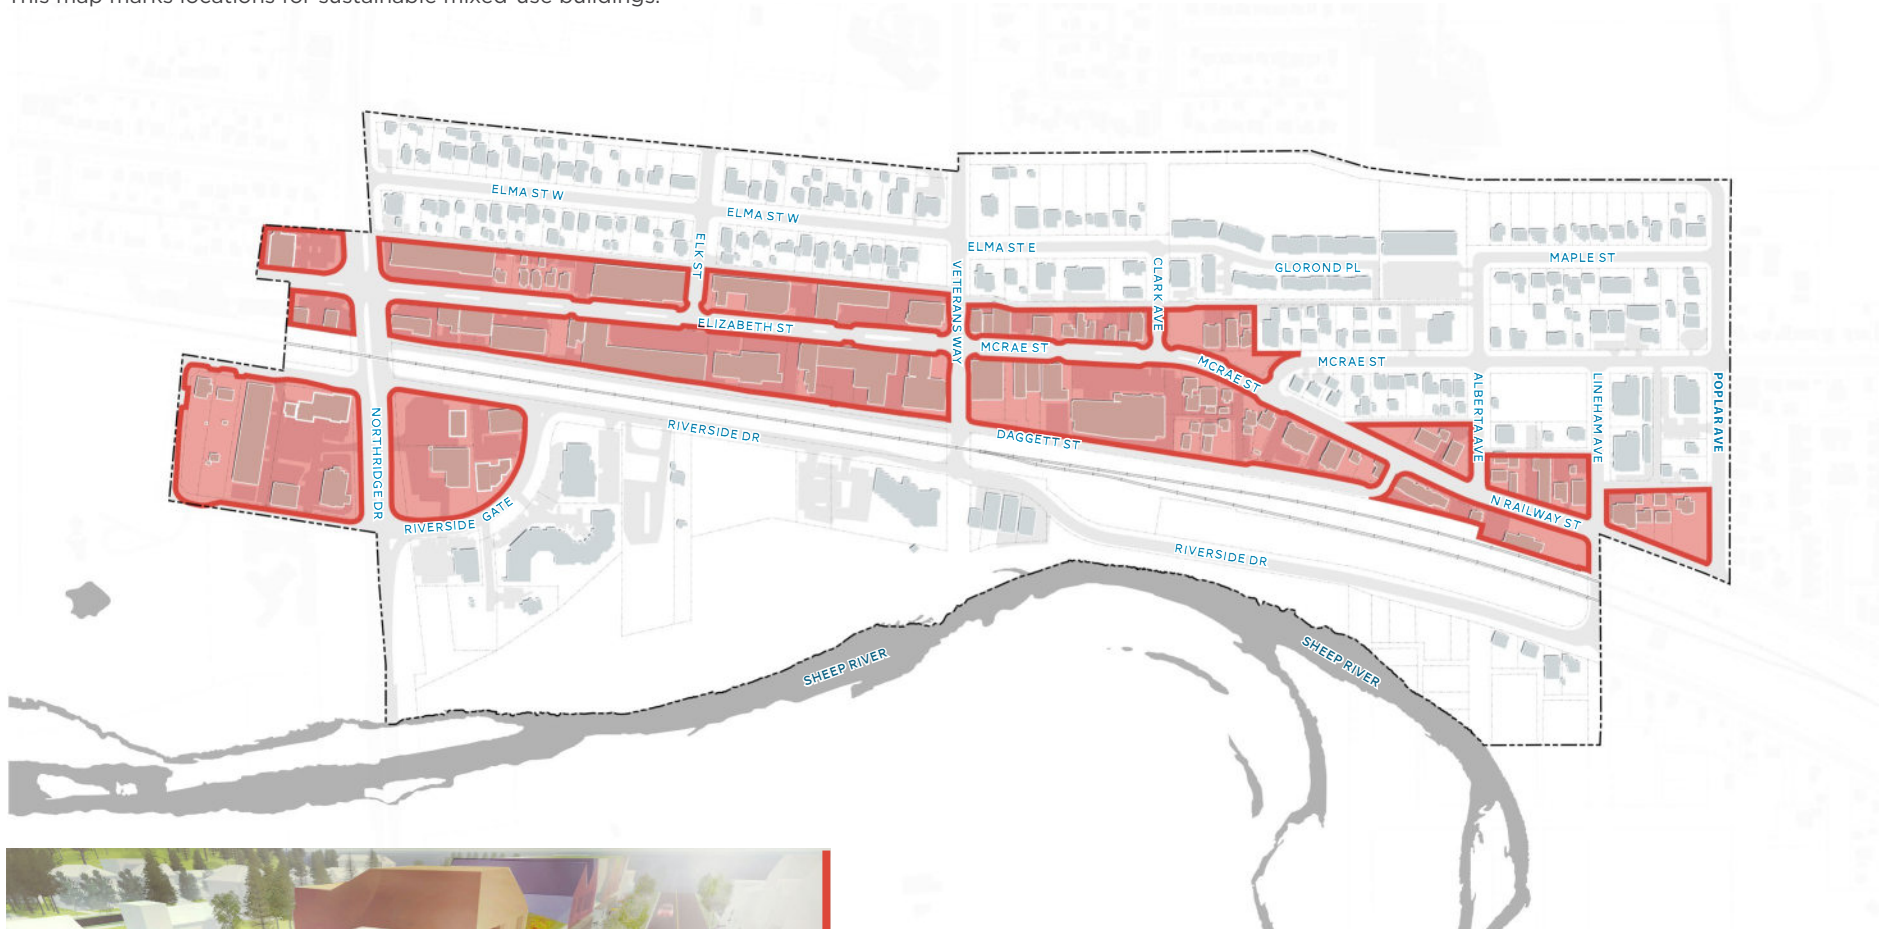 This map marks locations for sustainable mixed-use buildings.
ELMA ST W
ELMA ST W
ELK ST
ELMA ST E
CLARK AVE
GLOROND PL
MAPLE ST
VETERANS WAY
ELIZABETH ST
MCRAE ST
MCRAE ST
MCRAE ST
NORTHRIDGE DR
RIVERSIDE DR
DAGGETT ST
ALBERTA AVE
LINEHAM AVE
POPLAR AVE
RIVERSIDE GATE
N RAILWAY ST
RIVERSIDE DR
SHEEP RIVER
SHEEP RIVER